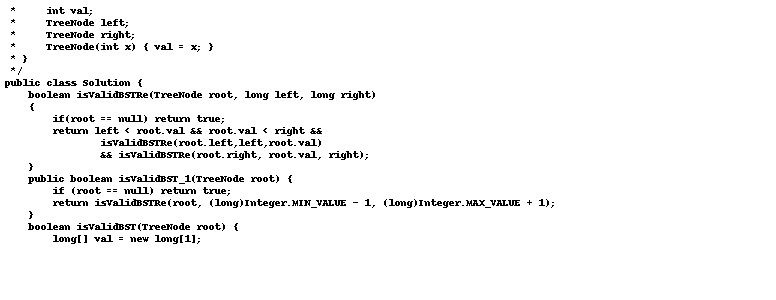 *     int val;
 *     TreeNode left;
 *     TreeNode right;
 *     TreeNode(int x) { val = x; }
 * }
 */
public class Solution {
    boolean isValidBSTRe(TreeNode root, long left, long right)
    {
        if(root == null) return true;
        return left < root.val && root.val < right &&
                isValidBSTRe(root.left,left,root.val)
                && isValidBSTRe(root.right, root.val, right);
    }
    public boolean isValidBST_1(TreeNode root) {
        if (root == null) return true;
        return isValidBSTRe(root, (long)Integer.MIN_VALUE - 1, (long)Integer.MAX_VALUE + 1);
    }
    boolean isValidBST(TreeNode root) {
        long[] val = new long[1];